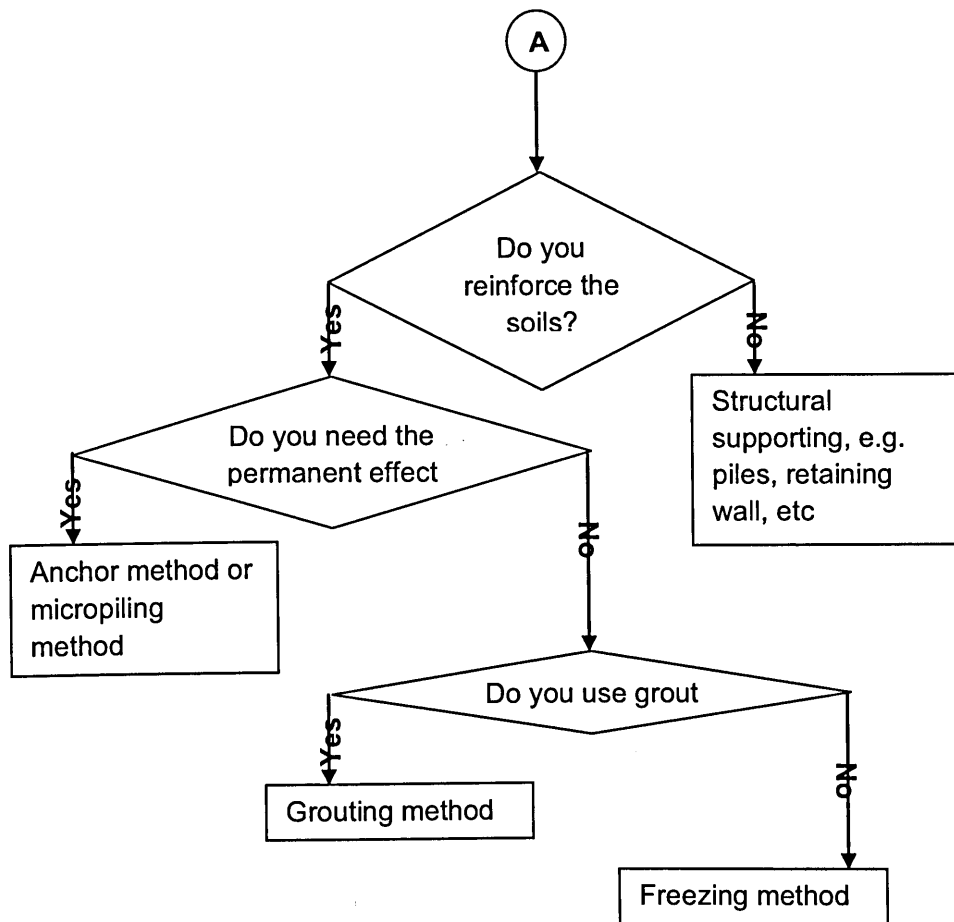 A
Do you
reinforce the
soils?
Yes
No
Structural
supporting, e.g.
piles, retaining
wall, etc
Do you need the
permanent effect
Yes
No
Anchor method or
micropiling
method
Do you use grout
Yes
No
Grouting method
Freezing method